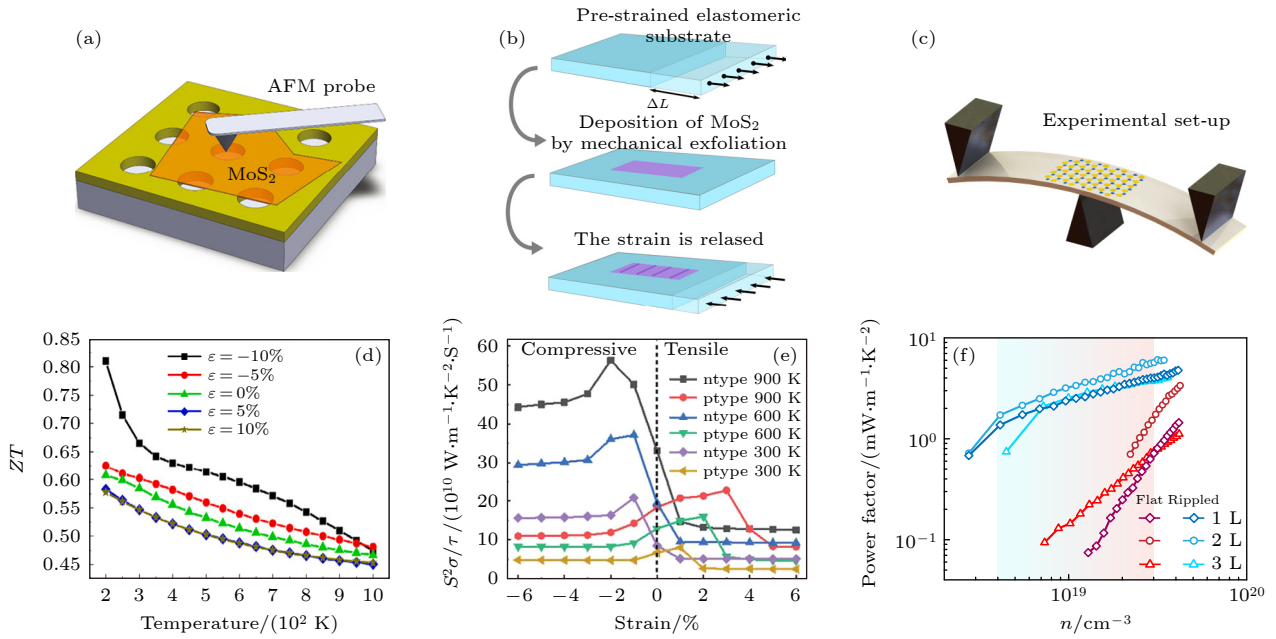 (a)
AFM probe
MoS₂
(b)
Pre-strained elastomeric
substrate
ΔL
Deposition of MoS₂
by mechanical exfoliation
The strain is relased
(c)
Experimental set-up
(d)
ZT
0.85
0.80
0.75
0.70
0.65
0.60
0.55
0.50
0.45
ε = −10%
ε = −5%
ε = 0%
ε = 5%
ε = 10%
2 3 4 5 6 7 8 9 10
Temperature/(10² K)
(e)
S²σ/τ /(10¹⁰ W·m⁻¹·K⁻²·S⁻¹)
60
50
40
30
20
10
0
Compressive
Tensile
ntype 900 K
ptype 900 K
ntype 600 K
ptype 600 K
ntype 300 K
ptype 300 K
−6 −4 −2 0 2 4 6
Strain/%
(f)
Power factor/(mW·m⁻¹·K⁻²)
10¹
10⁰
10⁻¹
Flat Rippled
1 L
2 L
3 L
10¹⁹
10²⁰
n/cm⁻³